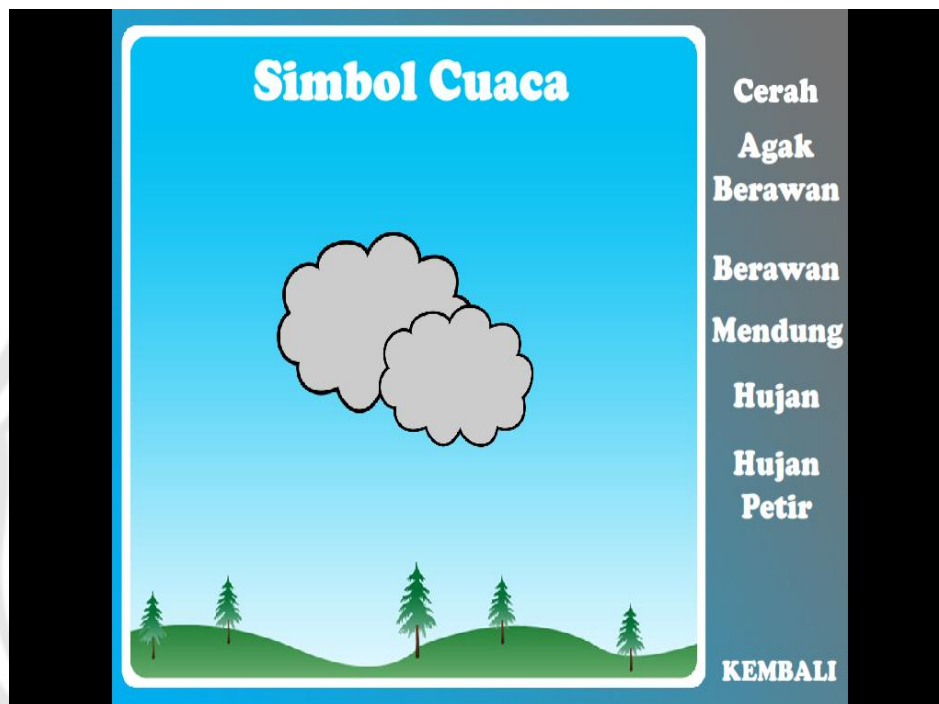 Simbol Cuaca
Cerah
Agak
Berawan
Berawan
Mendung
Hujan
Hujan
Petir
KEMBALI